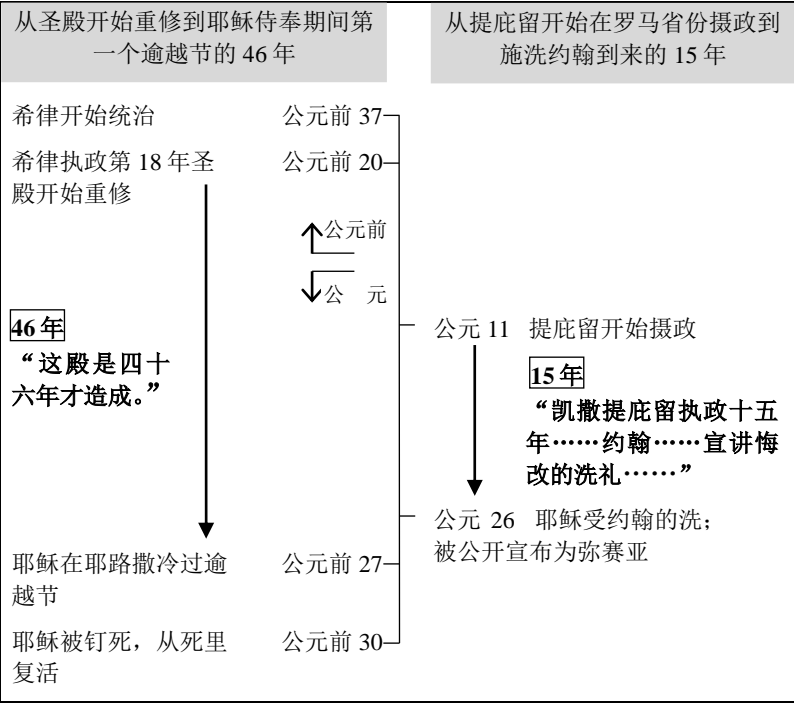 从圣殿开始重修到耶稣侍奉期间第
一个逾越节的 46 年
从提庇留开始在罗马省份摄政到
施洗约翰到来的 15 年
希律开始统治 公元前 37
希律执政第 18 年圣 公元前 20
殿开始重修
公元前
公 元
公元 11 提庇留开始摄政
46 年
“这殿是四十
六年才造成。”
15 年
“凯撒提庇留执政十五
年……约翰……宣讲悔
改的洗礼……”
公元 26 耶稣受约翰的洗；
被公开宣布为弥赛亚
耶稣在耶路撒冷过逾 公元前 27
越节
耶稣被钉死，从死里 公元前 30
复活